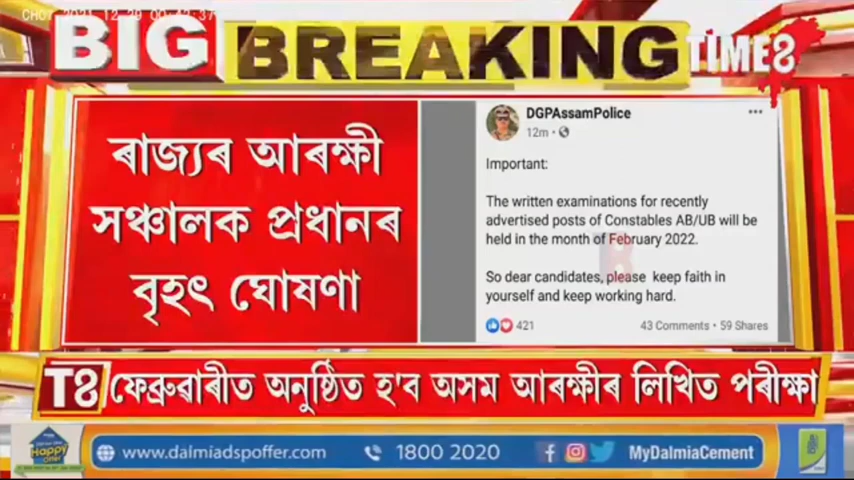 BIG BREAKING
TIME8
ৰাজ্যৰ আৰক্ষী
সঞ্চালক প্ৰধানৰ
বৃহৎ ঘোষণা
DGPAssamPolice
12m
Important:
The written examinations for recently
advertised posts of Constables AB/UB will be
held in the month of February 2022.
So dear candidates, please keep faith in
yourself and keep working hard.
421
43 Comments • 59 Shares
T8
ফেব্ৰুৱাৰীত অনুষ্ঠিত হ'ব অসম আৰক্ষীৰ লিখিত পৰীক্ষা
Happy
www.dalmiadspoffer.com
1800 2020
MyDalmiaCement